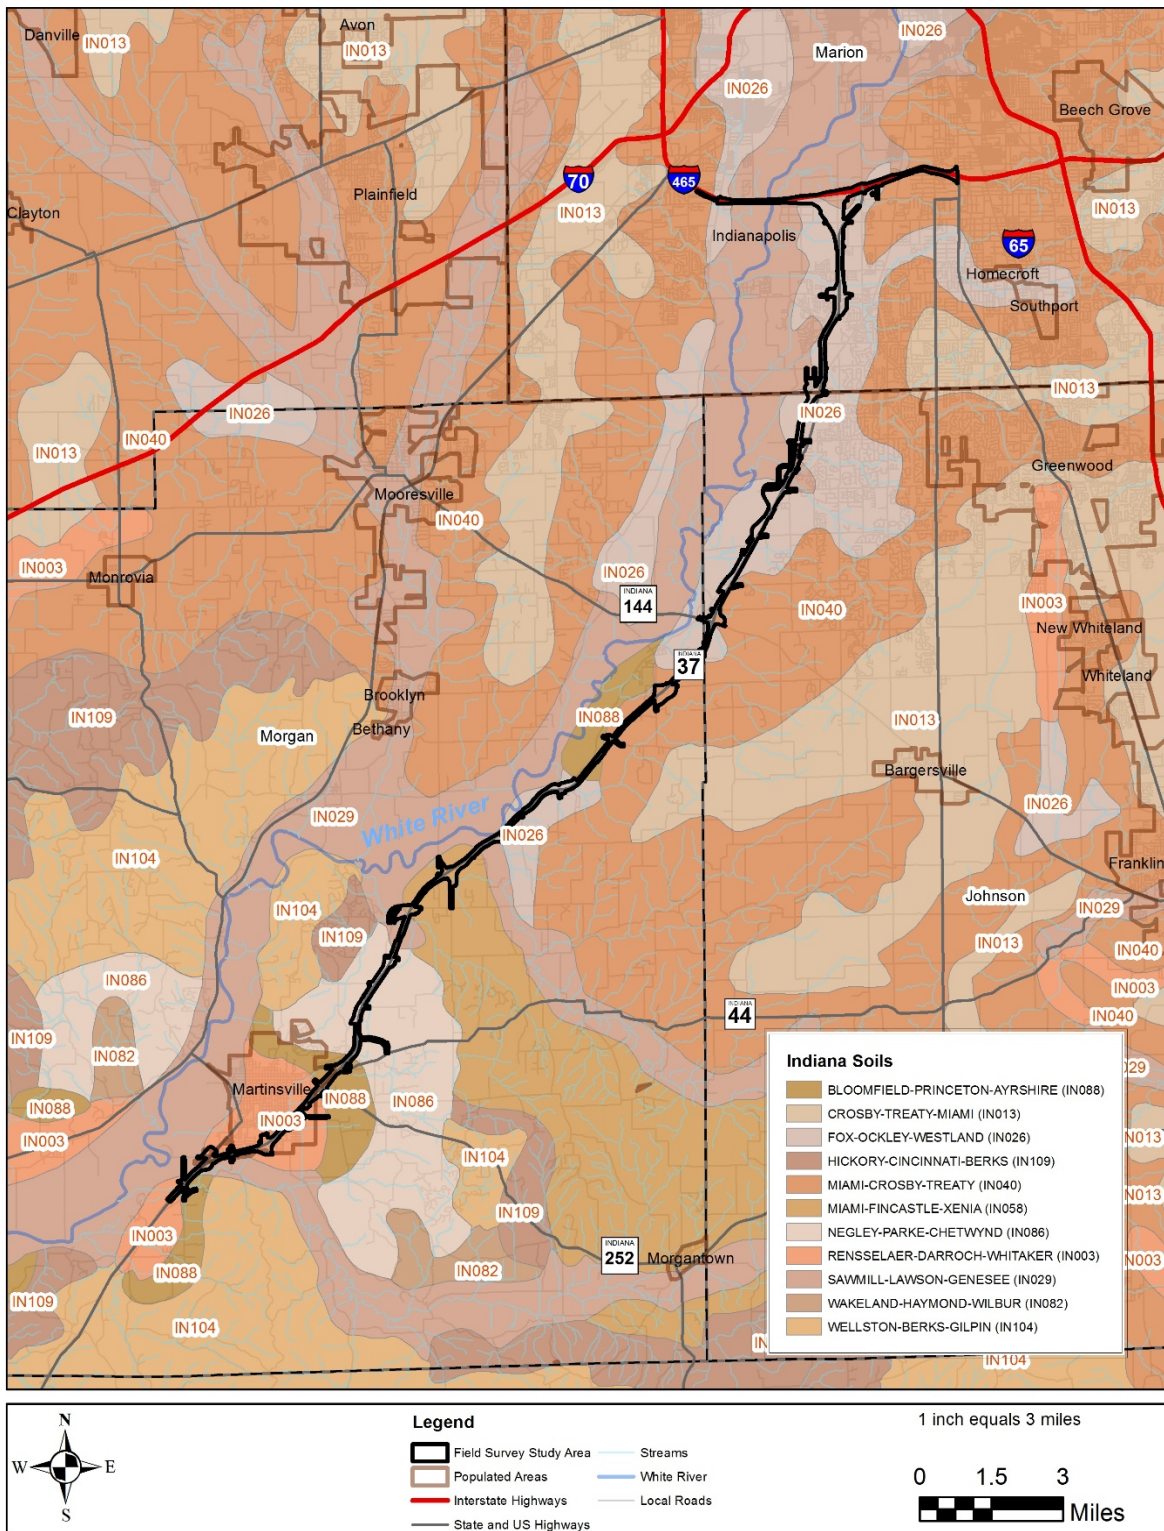 Danville
IN013
Avon
IN013
Marion
IN026
IN026
Beech Grove
Plainfield
70
465
IN013
IN013
Clayton
Indianapolis
65
Homecroft
Southport
IN026
IN040
IN013
IN013
IN026
Greenwood
Mooresville
IN040
IN003
Monrovia
IN026
INDIANA
144
IN040
IN003
New Whiteland
Whiteland
INDIANA
37
Brooklyn
Bethany
IN109
Morgan
IN088
IN013
Bargersville
IN029
White River
IN026
IN026
IN104
Franklin
Johnson
IN104
IN109
IN029
IN013
IN040
IN003
IN040
IN086
INDIANA
44
IN109
IN082
Martinsville
IN088
IN086
IN088
IN003
IN003
IN104
IN109
IN003
INDIANA
252
Morgantown
IN082
IN088
IN109
IN104
029
IN013
IN013
IN003
IN104
Indiana Soils
BLOOMFIELD-PRINCETON-AYRSHIRE (IN088)
CROSBY-TREATY-MIAMI (IN013)
FOX-OCKLEY-WESTLAND (IN026)
HICKORY-CINCINNATI-BERKS (IN109)
MIAMI-CROSBY-TREATY (IN040)
MIAMI-FINCASTLE-XENIA (IN058)
NEGLEY-PARKE-CHETWYND (IN086)
RENSSELAER-DARROCH-WHITAKER (IN003)
SAWMILL-LAWSON-GENESEE (IN029)
WAKELAND-HAYMOND-WILBUR (IN082)
WELLSTON-BERKS-GILPIN (IN104)
N
W
E
S
Legend
Field Survey Study Area
Populated Areas
Interstate Highways
State and US Highways
Streams
White River
Local Roads
1 inch equals 3 miles
0 1.5 3
Miles